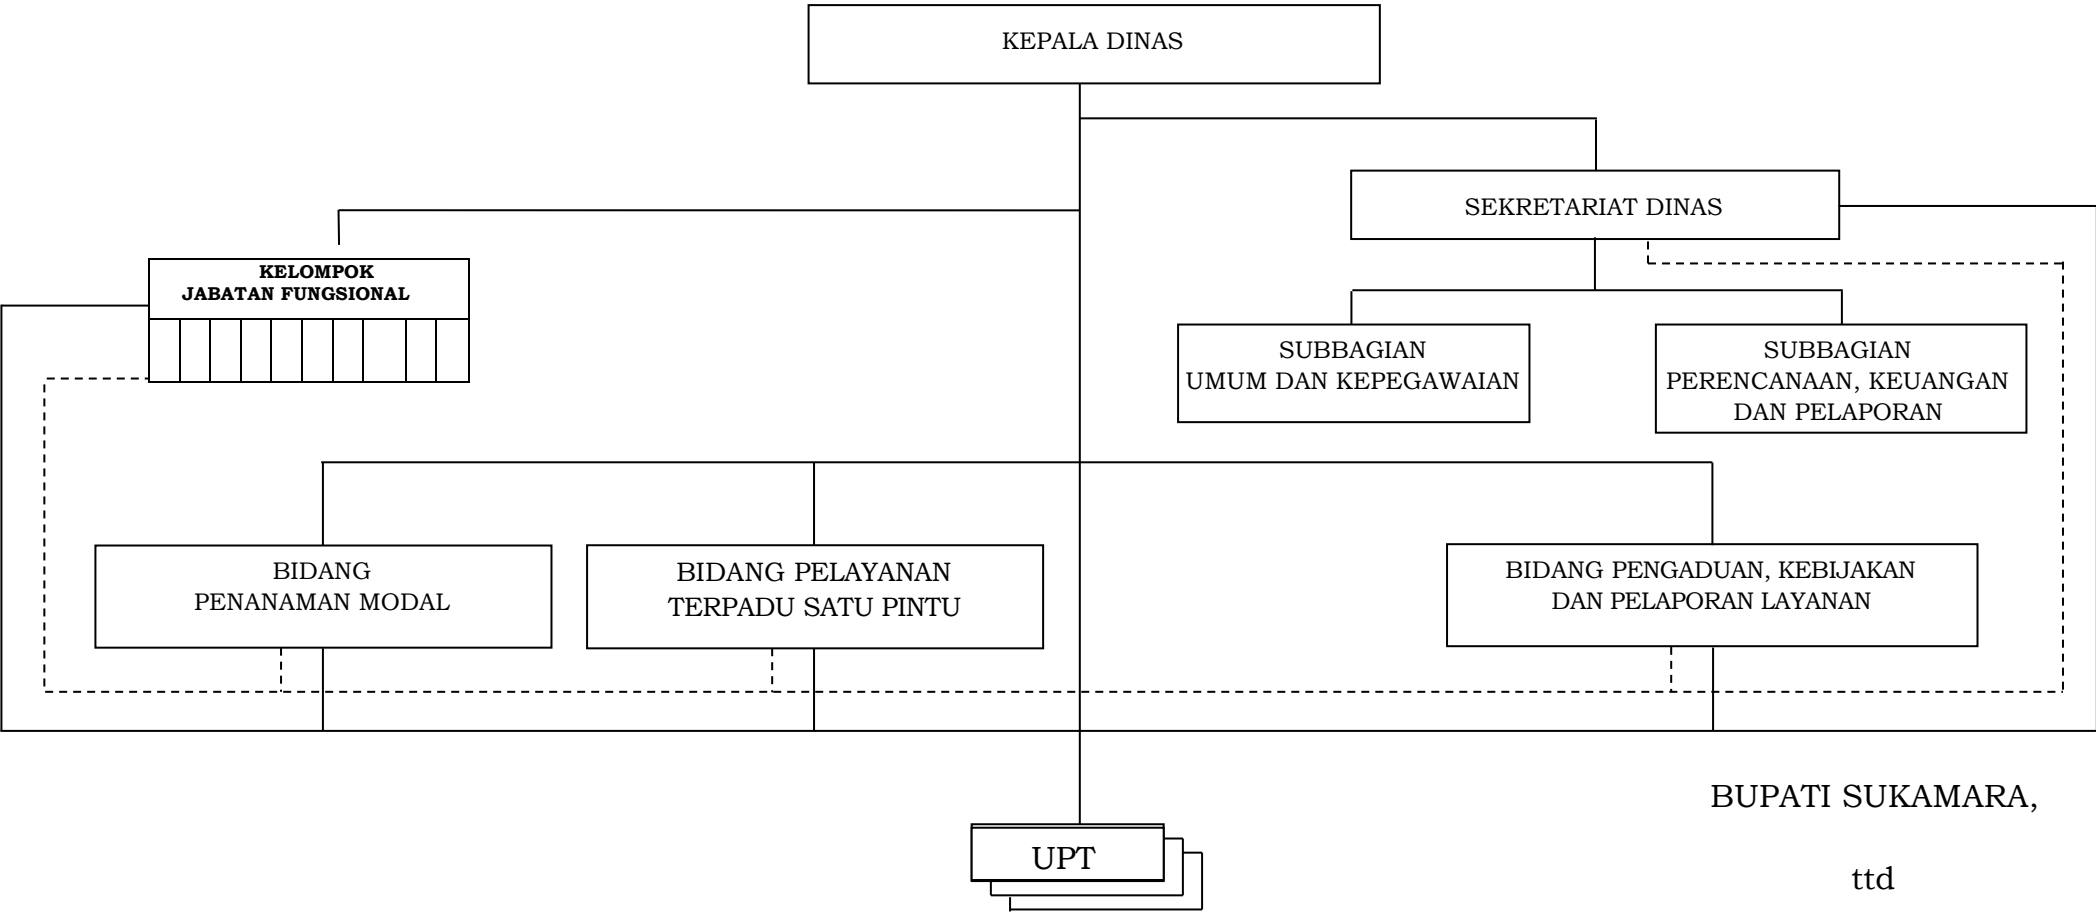 KEPALA DINAS
SEKRETARIAT DINAS
KELOMPOK
JABATAN FUNGSIONAL
SUBBAGIAN
UMUM DAN KEPEGAWAIAN
SUBBAGIAN
PERENCANAAN, KEUANGAN
DAN PELAPORAN
BIDANG
PENANAMAN MODAL
BIDANG PELAYANAN
TERPADU SATU PINTU
BIDANG PENGADUAN, KEBIJAKAN
DAN PELAPORAN LAYANAN
BUPATI SUKAMARA,
UPT
ttd